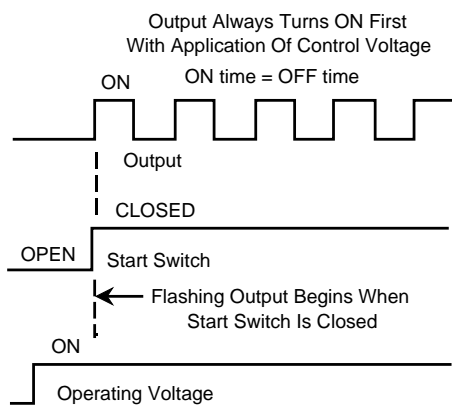 Output Always Turns ON First
With Application Of Control Voltage
ON time = OFF time
ON
Output
CLOSED
OPEN
Start Switch
Flashing Output Begins When
Start Switch Is Closed
ON
Operating Voltage